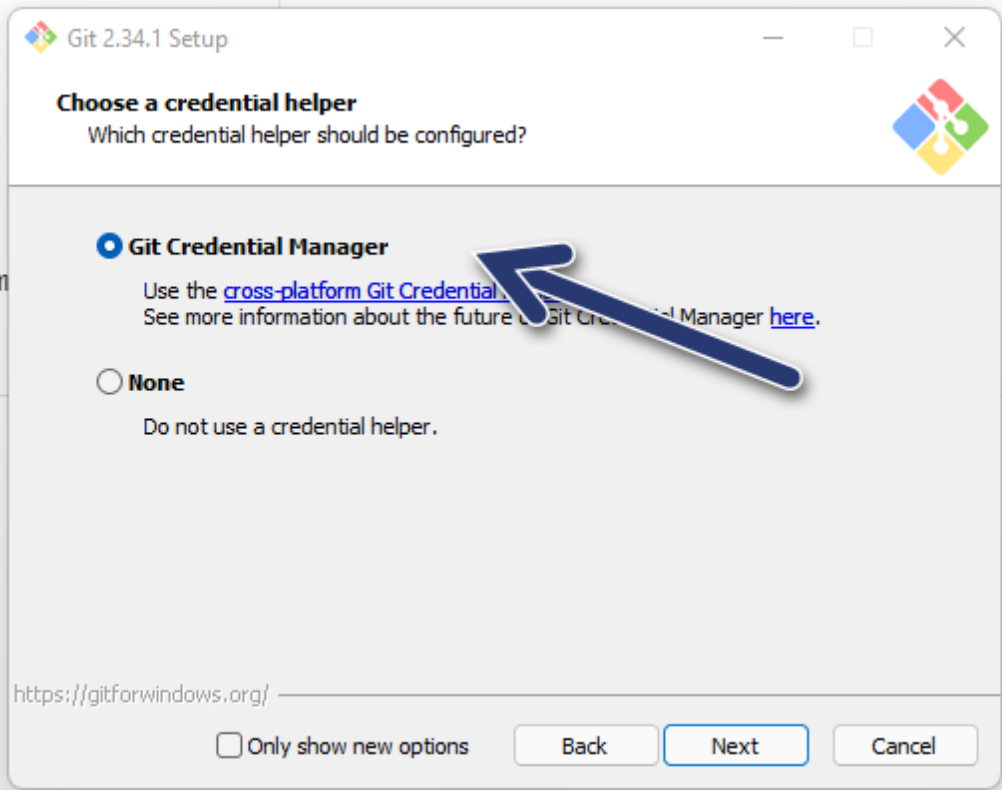 Git 2.34.1 Setup
Choose a credential helper
Which credential helper should be configured?
Git Credential Manager
Use the cross-platform Git Credential
See more information about the future Git Manager here.
None
Do not use a credential helper.
https://gitforwindows.org/
Only show new options
Back
Next
Cancel